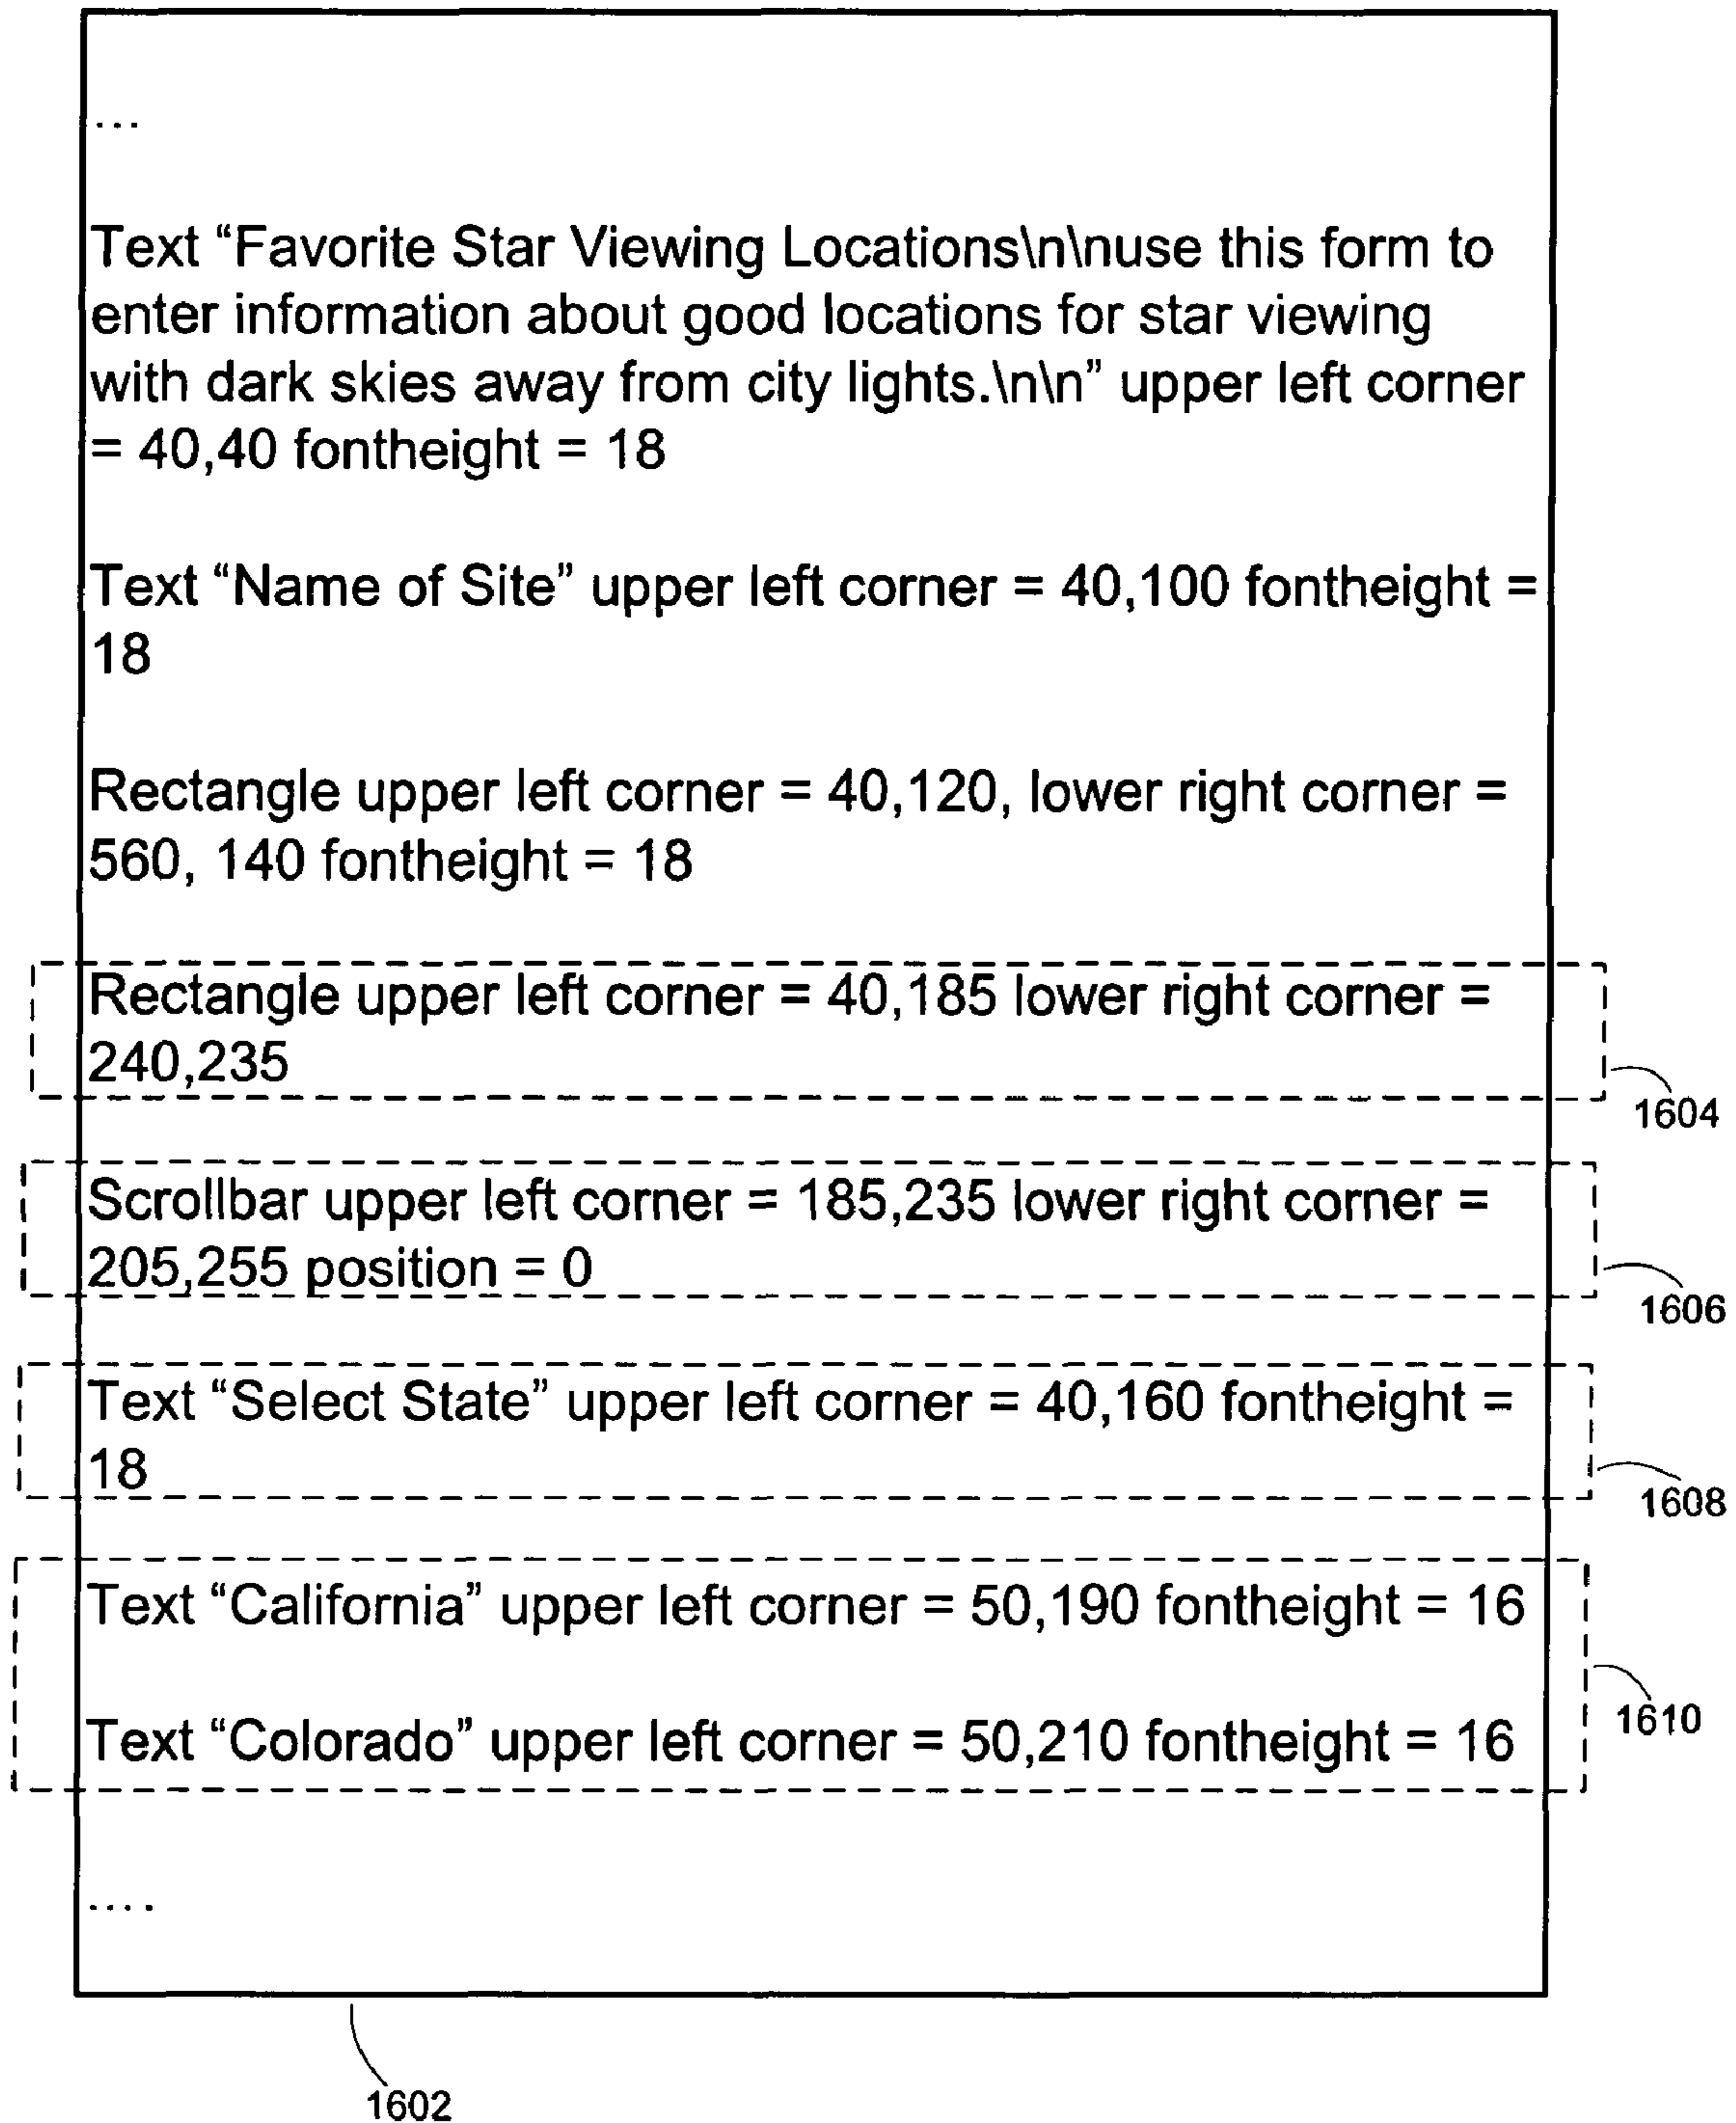 ...
Text “Favorite Star Viewing Locations\n\nuse this form to
enter information about good locations for star viewing
with dark skies away from city lights.\n\n” upper left corner
= 40,40 fontheight = 18
Text “Name of Site” upper left corner = 40,100 fontheight =
18
Rectangle upper left corner = 40,120, lower right corner =
560, 140 fontheight = 18
Rectangle upper left corner = 40,185 lower right corner =
240,235
1604
Scrollbar upper left corner = 185,235 lower right corner =
205,255 position = 0
1606
Text “Select State” upper left corner = 40,160 fontheight =
18
1608
Text “California” upper left corner = 50,190 fontheight = 16
Text “Colorado” upper left corner = 50,210 fontheight = 16
1610
....
1602